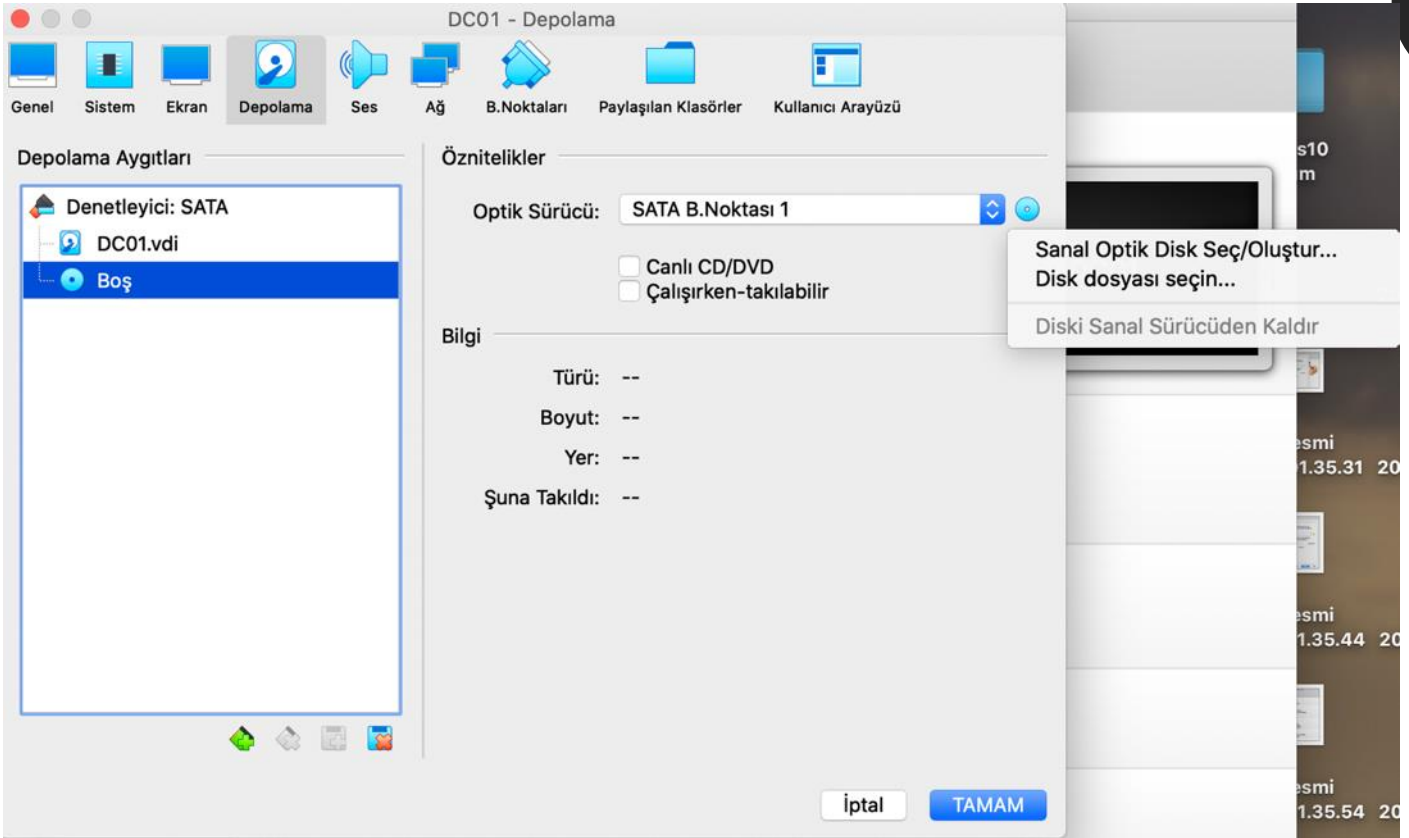 DC01 - Depolama
Genel Sistem Ekran Depolama Ses Ağ B.Noktaları Paylaşılan Klasörler Kullanıcı Arayüzü
Depolama Aygıtları
Denetleyici: SATA
DC01.vdi
Boş
Öznitelikler
Optik Sürücü: SATA B.Noktası 1
Canlı CD/DVD
Çalışırken-takılabilir
Bilgi
Türü: --
Boyut: --
Yer: --
Şuna Takıldı: --
Sanal Optik Disk Seç/Oluştur...
Disk dosyası seçin...
Diski Sanal Sürücüden Kaldır
İptal TAMAM
s10
m
esmi
1.35.31 20
esmi
1.35.44 20
esmi
1.35.54 20